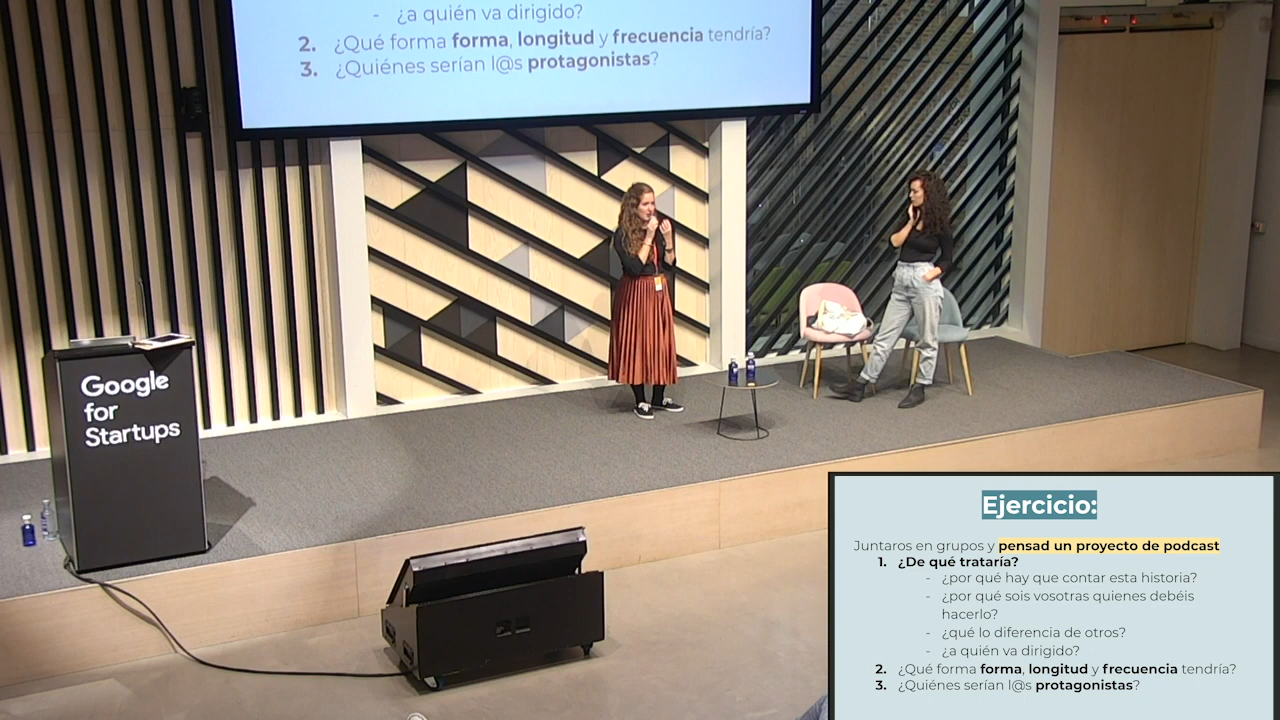 - ¿a quién va dirigido?
2. ¿Qué forma forma, longitud y frecuencia tendría?
3. ¿Quiénes serían l@s protagonistas?
Google
for
Startups
Ejercicio:
Juntaros en grupos y pensad un proyecto de podcast
1. ¿De qué trataría?
- ¿por qué hay que contar esta historia?
- ¿por qué sois vosotras quienes debéis
hacerlo?
- ¿qué lo diferencia de otros?
- ¿a quién va dirigido?
2. ¿Qué forma forma, longitud y frecuencia tendría?
3. ¿Quiénes serían l@s protagonistas?